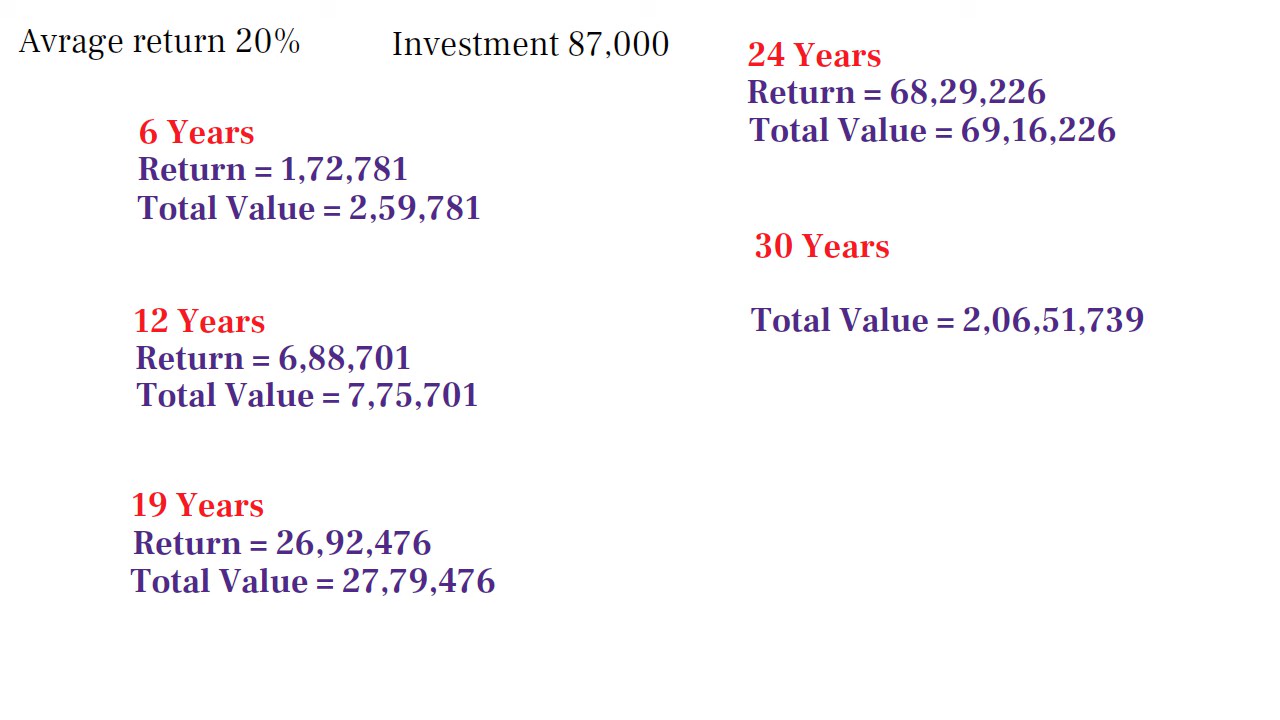 Avrage return 20%
Investment 87,000
6 Years
Return = 1,72,781
Total Value = 2,59,781
12 Years
Return = 6,88,701
Total Value = 7,75,701
19 Years
Return = 26,92,476
Total Value = 27,79,476
24 Years
Return = 68,29,226
Total Value = 69,16,226
30 Years
Total Value = 2,06,51,739